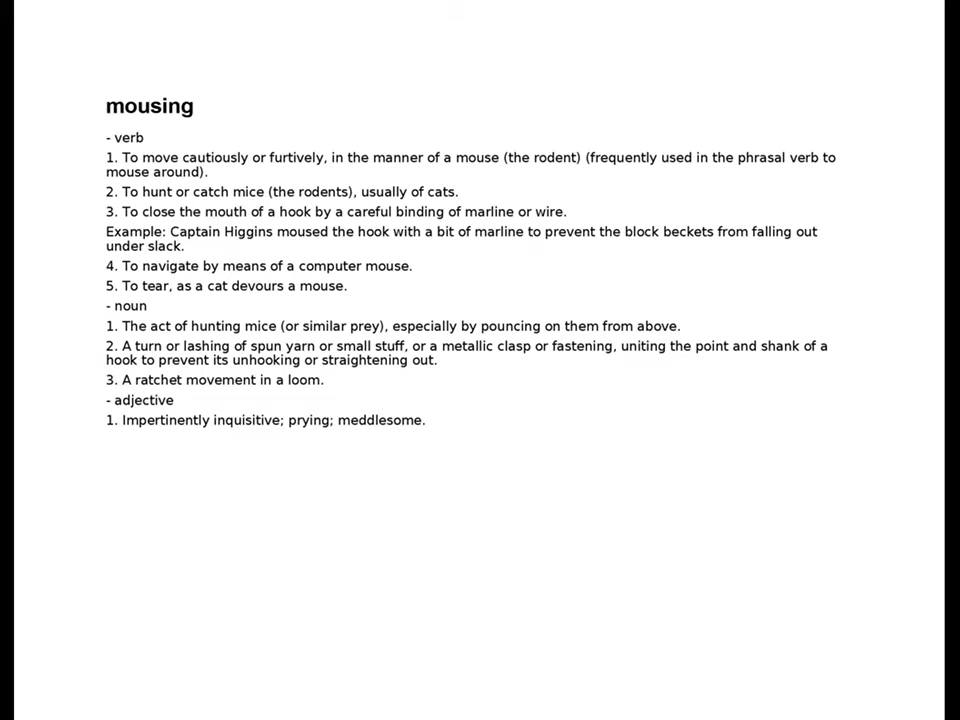 mousing
- verb
1. To move cautiously or furtively, in the manner of a mouse (the rodent) (frequently used in the phrasal verb to
mouse around).
2. To hunt or catch mice (the rodents), usually of cats.
3. To close the mouth of a hook by a careful binding of marline or wire.
Example: Captain Higgins moused the hook with a bit of marline to prevent the block beckets from falling out
under slack.
4. To navigate by means of a computer mouse.
5. To tear, as a cat devours a mouse.
- noun
1. The act of hunting mice (or similar prey), especially by pouncing on them from above.
2. A turn or lashing of spun yarn or small stuff, or a metallic clasp or fastening, uniting the point and shank of a
hook to prevent its unhooking or straightening out.
3. A ratchet movement in a loom.
- adjective
1. Impertinently inquisitive; prying; meddlesome.